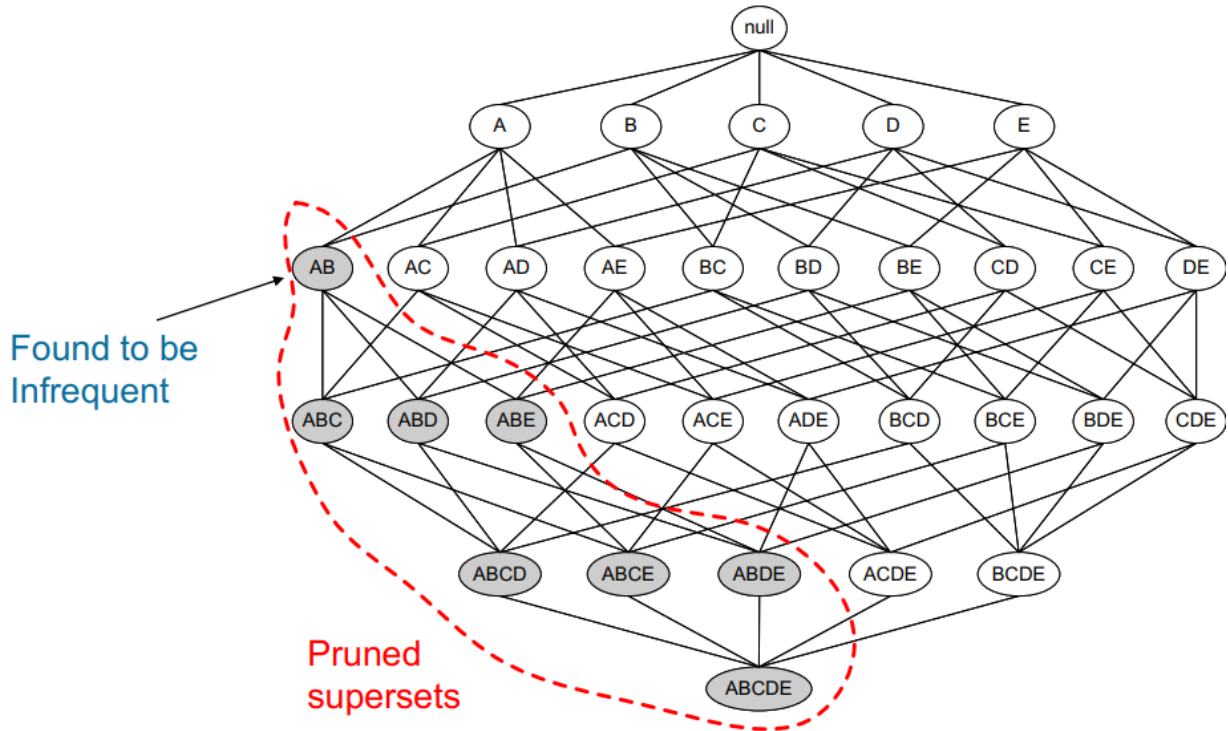 null
A B C D E
AB AC AD AE BC BD BE CD CE DE
Found to be
Infrequent
ABC ABD ABE ACD ACE ADE BCD BCE BDE CDE
ABCD ABCE ABDE ACDE BCDE
Pruned
supersets
ABCDE